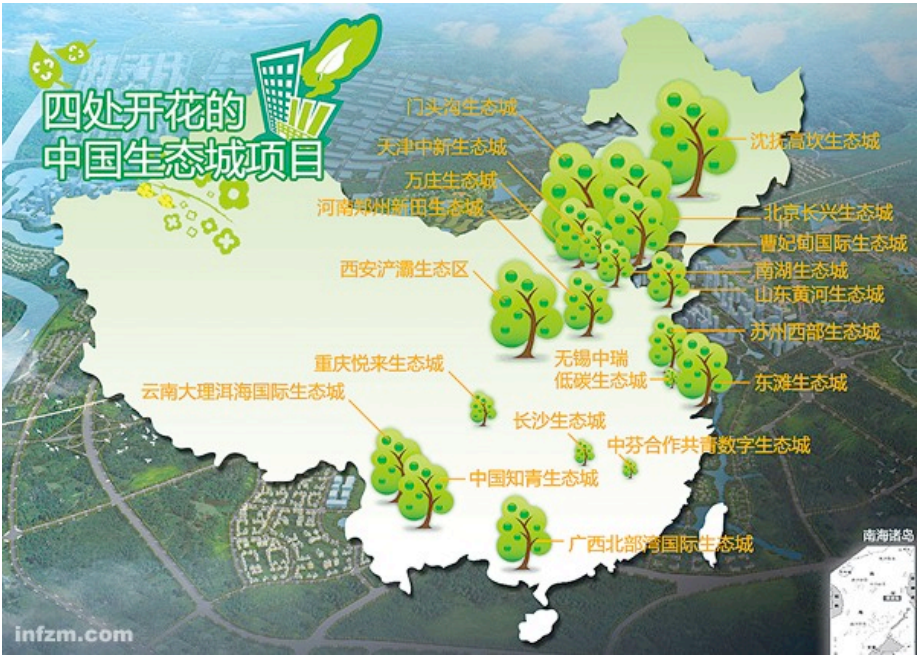 四处开花的
中国生态城项目
门头沟生态城
天津中新生态城
万庄生态城
河南郑州新田生态城
西安浐灞生态区
重庆悦来生态城
云南大理洱海国际生态城
沈抚高坎生态城
北京长兴生态城
曹妃甸国际生态城
南湖生态城
山东黄河生态城
苏州西部生态城
无锡中瑞
低碳生态城
东滩生态城
长沙生态城
中芬合作共青数字生态城
中国知青生态城
广西北部湾国际生态城
南海诸岛
infzm.com